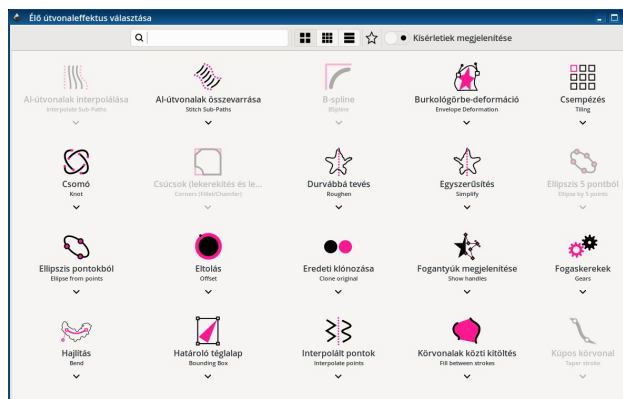 Élő útvonaleffektus választása
Kísérletiek megjelenítése
Al-útvonalak interpolálása
Interpolate Sub-Paths
Al-útvonalak összevarrása
Stitch Sub-Paths
B-spline
BSpline
Burkológörbe-deformáció
Envelope Deformation
Csempézés
Tiling
Csomó
Knot
Csúcsok (lekerekítés és le...
Corners (Fillet/Chamfer)
Durvábbá tevés
Roughen
Egyszerűsítés
Simplify
Ellipszis 5 pontból
Ellipse by 5 points
Ellipszis pontokból
Ellipse from points
Eltolás
Offset
Eredeti klónozása
Clone original
Fogantyúk megjelenítése
Show handles
Fogaskerekek
Gears
Hajlítás
Bend
Határoló téglalap
Bounding Box
Interpolált pontok
Interpolate points
Körvonalak közti kitöltés
Fill between strokes
Kúpos körvonal
Taper stroke